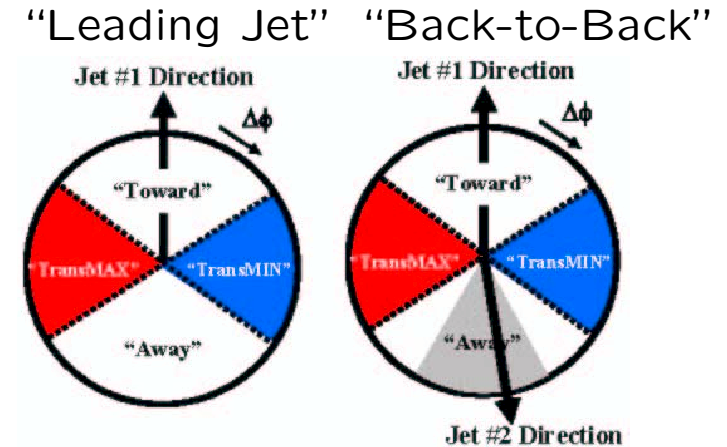 “Leading Jet” “Back-to-Back”
Jet #1 Direction
Δϕ
“Toward”
“TransMAX” “TransMIN”
“Away”
Jet #1 Direction
Δϕ
“Toward”
“TransMAX” “TransMIN”
“Away”
Jet #2 Direction